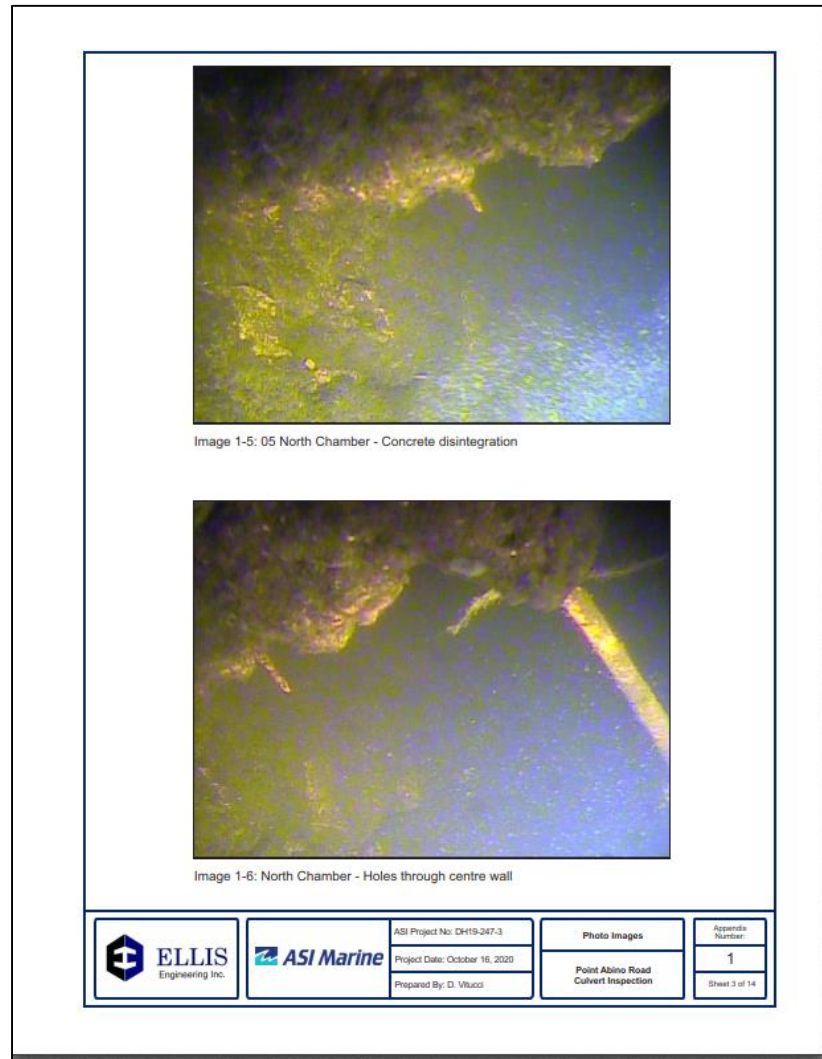 Image 1-5: 05 North Chamber - Concrete disintegration
Image 1-6: North Chamber - Holes through centre wall
ELLIS
Engineering Inc.
ASI Marine
ASI Project No: DH19-247-3
Project Date: October 16, 2020
Prepared By: D. Vitucci
Photo Images
Point Abino Road
Culvert Inspection
Appendix
Number:
1
Sheet 3 of 14